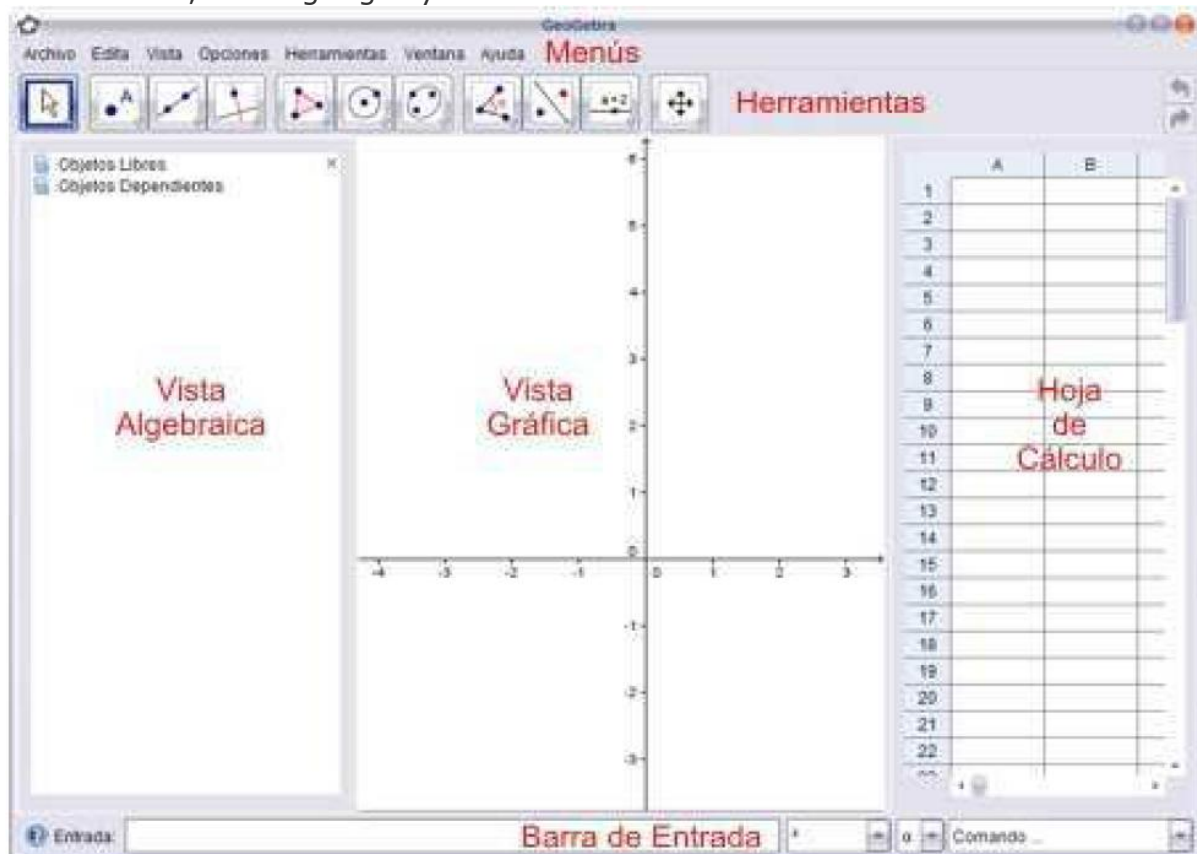 GeoGebra
Archivo Edita Vista Opciones Herramientas Ventana Ayuda Menús
Herramientas
Objetos Libres
Objetos Dependientes
Vista
Algebraica
Vista
Gráfica
6
5
4
3
2
1
0
-4 -3 -2 -1 0 1 2 3
-1
-2
-3
A B
1
2
3
4
5
6
7
8
9
10
11
12
13
14
15
16
17
18
19
20
21
22
Hoja
de
Cálculo
Entrada: Barra de Entrada ² α Comando ...